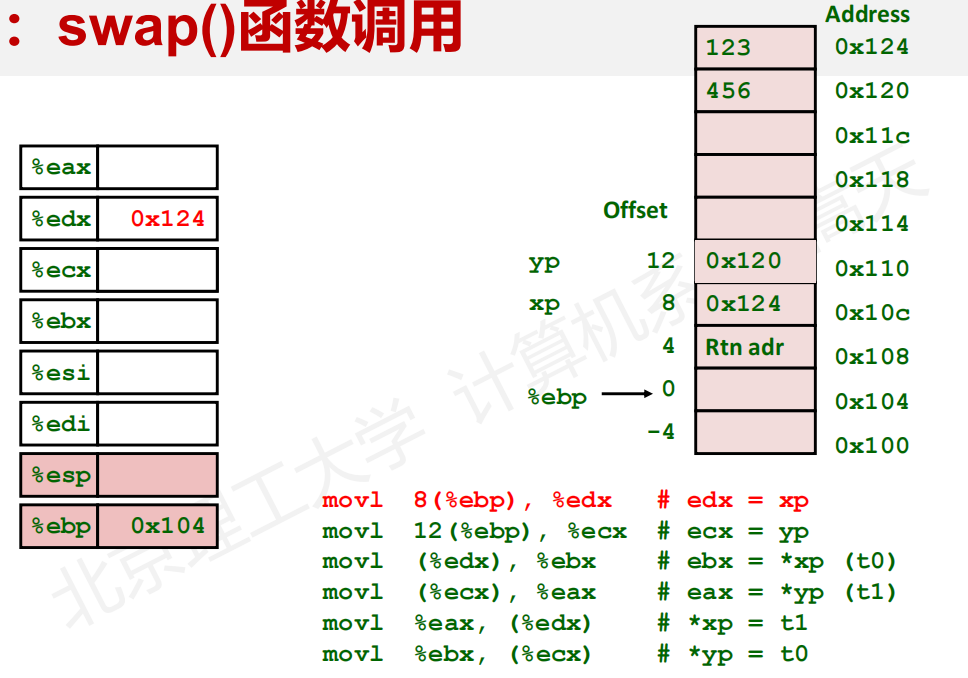 ：swap()函数调用
Address
123 0x124
456 0x120
0x11c
0x118
0x114
Offset
yp 12 0x120 0x110
xp 8 0x124 0x10c
4 Rtn adr 0x108
%ebp 0 0x104
-4 0x100
%eax
%edx 0x124
%ecx
%ebx
%esi
%edi
%esp
%ebp 0x104
movl 8(%ebp), %edx # edx = xp
movl 12(%ebp), %ecx # ecx = yp
movl (%edx), %ebx # ebx = *xp (t0)
movl (%ecx), %eax # eax = *yp (t1)
movl %eax, (%edx) # *xp = t1
movl %ebx, (%ecx) # *yp = t0
北京理工大学 计算机系 高天